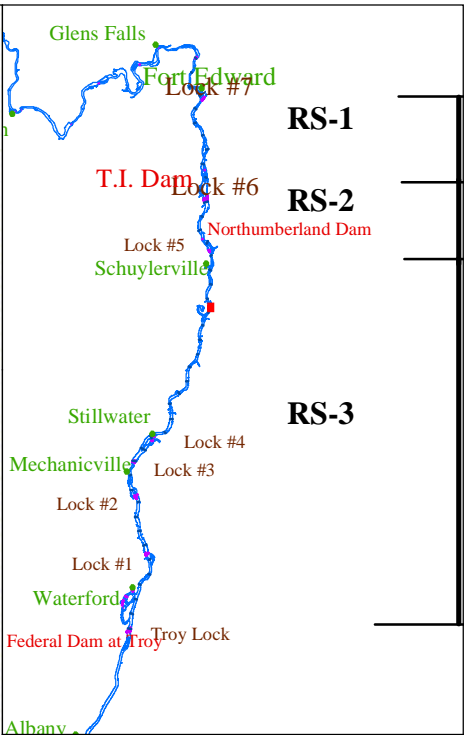 Glens Falls
Fort Edward
Lock #7
n
RS-1
T.I. Dam
Lock #6
RS-2
Northumberland Dam
Lock #5
Schuylerville
RS-3
Stillwater
Lock #4
Mechanicville
Lock #3
Lock #2
Lock #1
Waterford
Federal Dam at Troy
Troy Lock
Albany